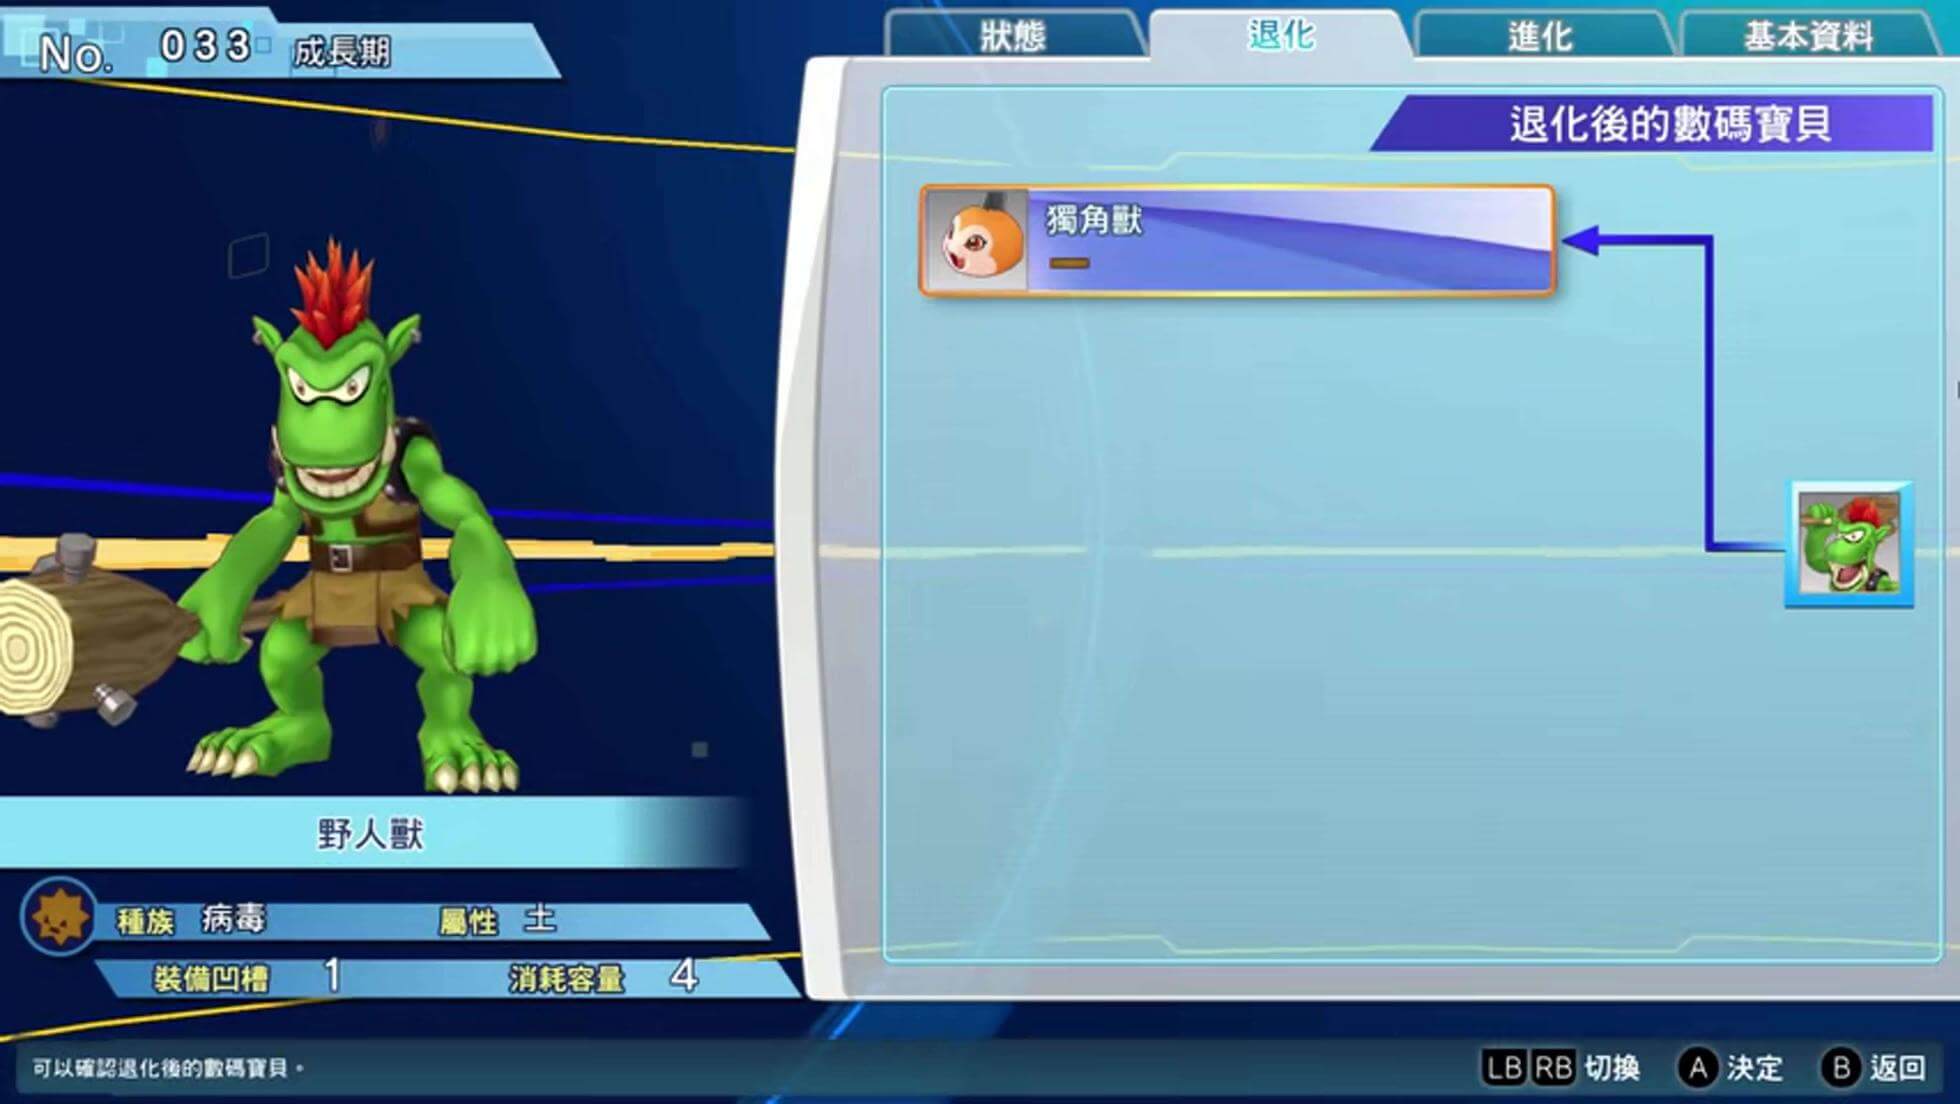 No. 033 成長期
狀態 退化 進化 基本資料
退化後的數碼寶貝
獨角獸
野人獸
種族 病毒 屬性 土
裝備凹槽 1 消耗容量 4
可以確認退化後的數碼寶貝。
LB RB 切換 A 決定 B 返回